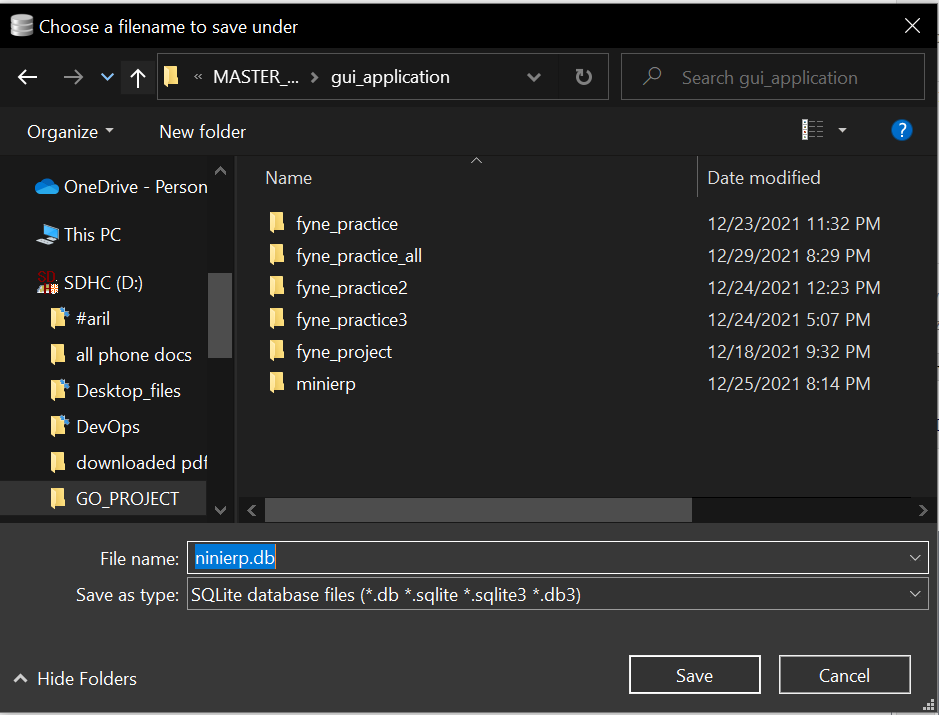 Choose a filename to save under
« MASTER_... > gui_application
Search gui_application
Organize
New folder
?
OneDrive - Person
This PC
SD
SDHC (D:)
#aril
all phone docs
Desktop_files
DevOps
downloaded pdf
GO_PROJECT
Name Date modified
fyne_practice 12/23/2021 11:32 PM
fyne_practice_all 12/29/2021 8:29 PM
fyne_practice2 12/24/2021 12:23 PM
fyne_practice3 12/24/2021 5:07 PM
fyne_project 12/18/2021 9:32 PM
minierp 12/25/2021 8:14 PM
File name: ninierp.db
Save as type: SQLite database files (*.db *.sqlite *.sqlite3 *.db3)
Hide Folders
Save
Cancel